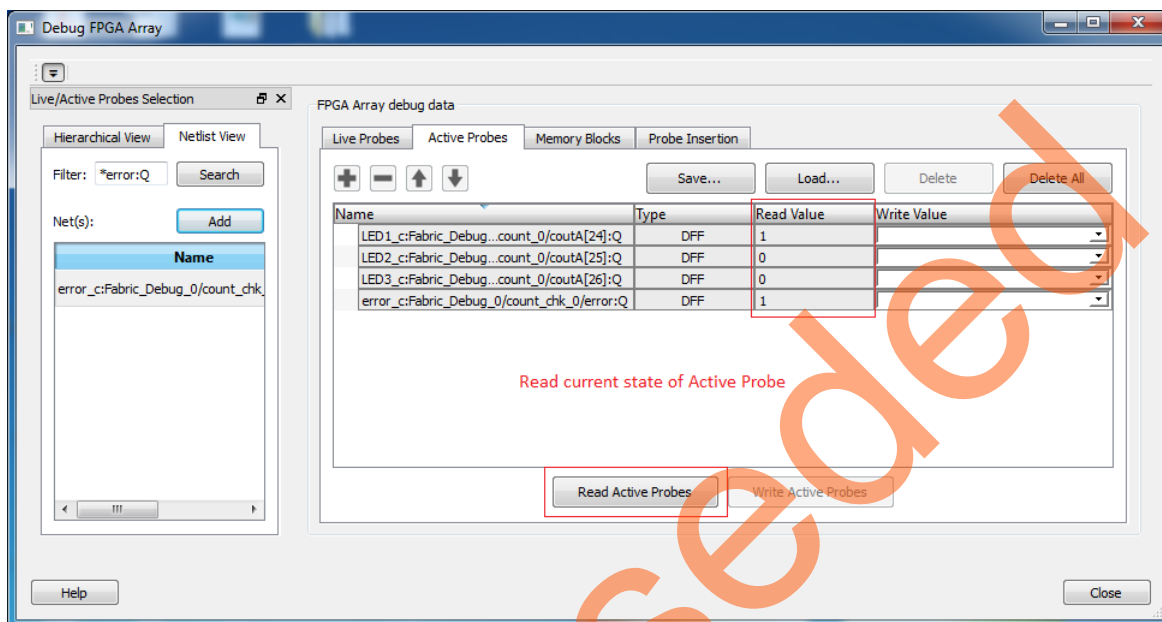 Debug FPGA Array
Live/Active Probes Selection
Hierarchical View Netlist View
Filter: *error:Q Search
Net(s): Add
Name
error_c:Fabric_Debug_0/count_chk_
FPGA Array debug data
Live Probes Active Probes Memory Blocks Probe Insertion
Save... Load... Delete Delete All
Name Type Read Value Write Value
LED1_c:Fabric_Debug...count_0/coutA[24]:Q DFF 1
LED2_c:Fabric_Debug...count_0/coutA[25]:Q DFF 0
LED3_c:Fabric_Debug...count_0/coutA[26]:Q DFF 0
error_c:Fabric_Debug_0/count_chk_0/error:Q DFF 1
Read current state of Active Probe
Read Active Probes Write Active Probes
Help Close
seded